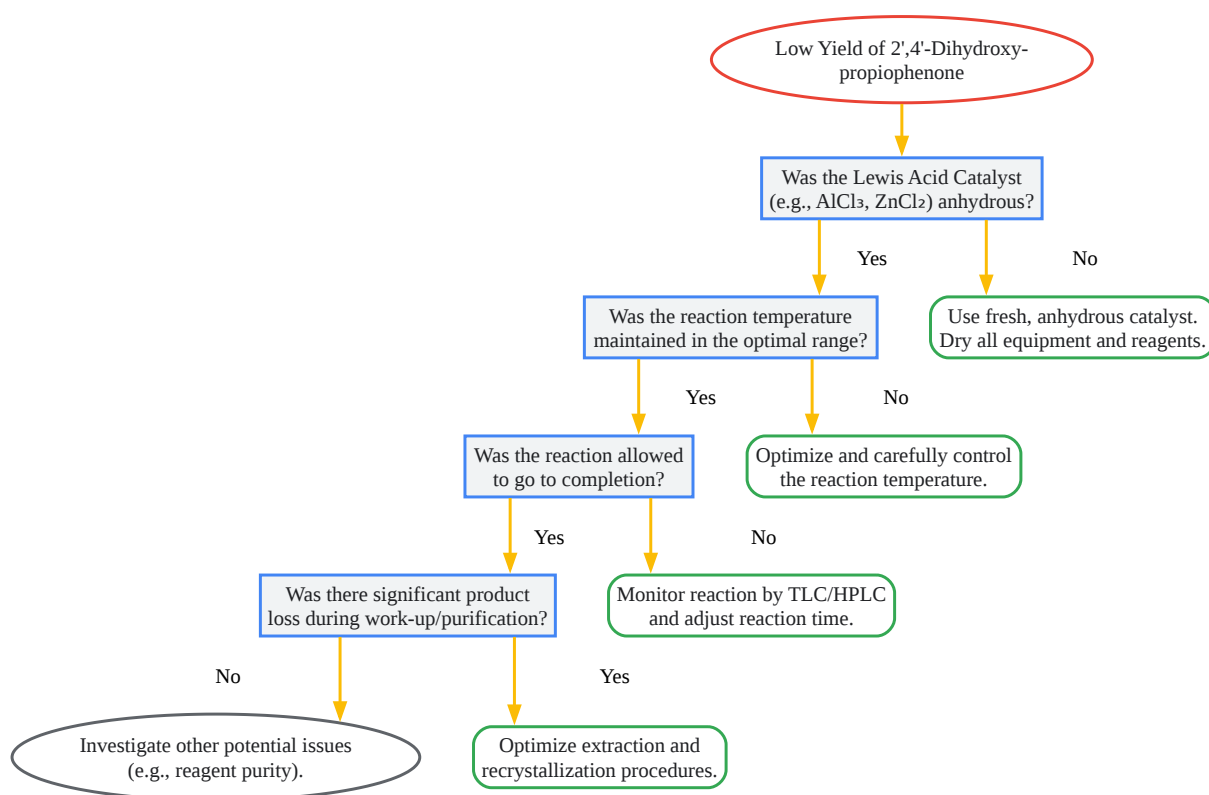 Low Yield of 2',4'-Dihydroxy-
propiophenone
Was the Lewis Acid Catalyst
(e.g., AlCl₃, ZnCl₂) anhydrous?
Yes
No
Was the reaction temperature
maintained in the optimal range?
Use fresh, anhydrous catalyst.
Dry all equipment and reagents.
Yes
No
Was the reaction allowed
to go to completion?
Optimize and carefully control
the reaction temperature.
Yes
No
Was there significant product
loss during work-up/purification?
Monitor reaction by TLC/HPLC
and adjust reaction time.
No
Yes
Investigate other potential issues
(e.g., reagent purity).
Optimize extraction and
recrystallization procedures.